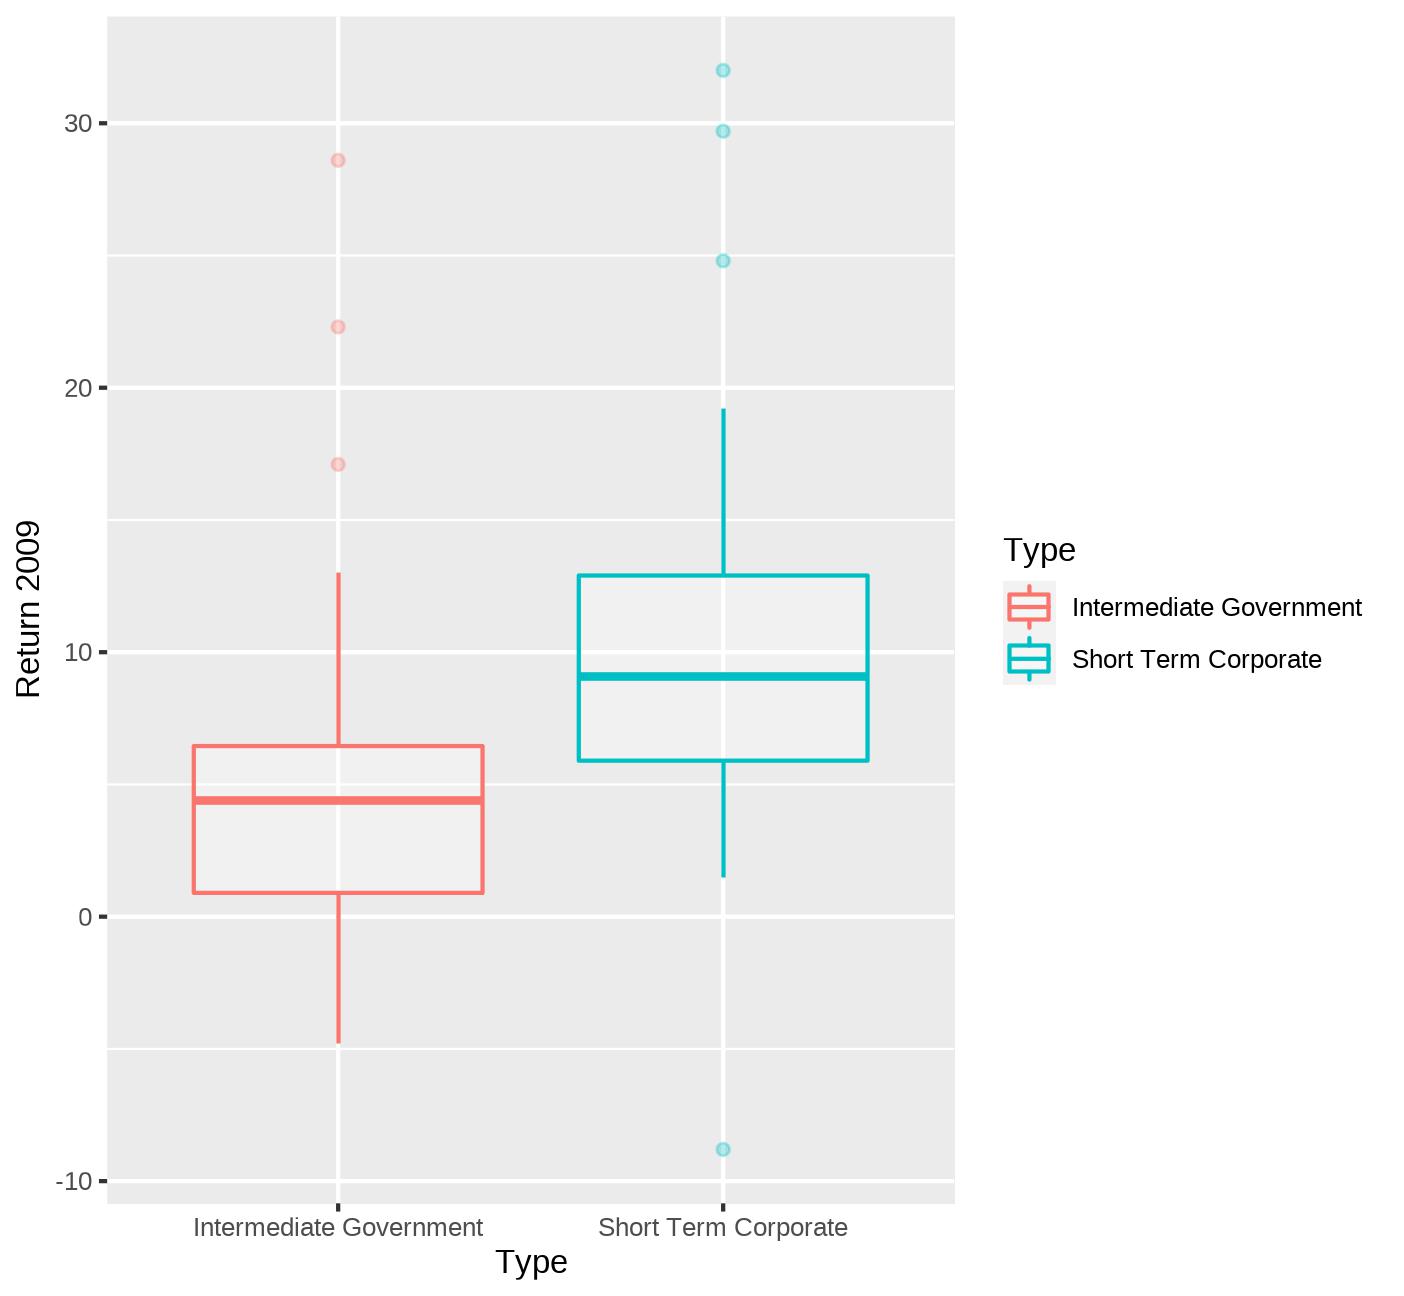 30
20
10
0
-10
Return 2009
Intermediate Government
Short Term Corporate
Type
Type
Intermediate Government
Short Term Corporate